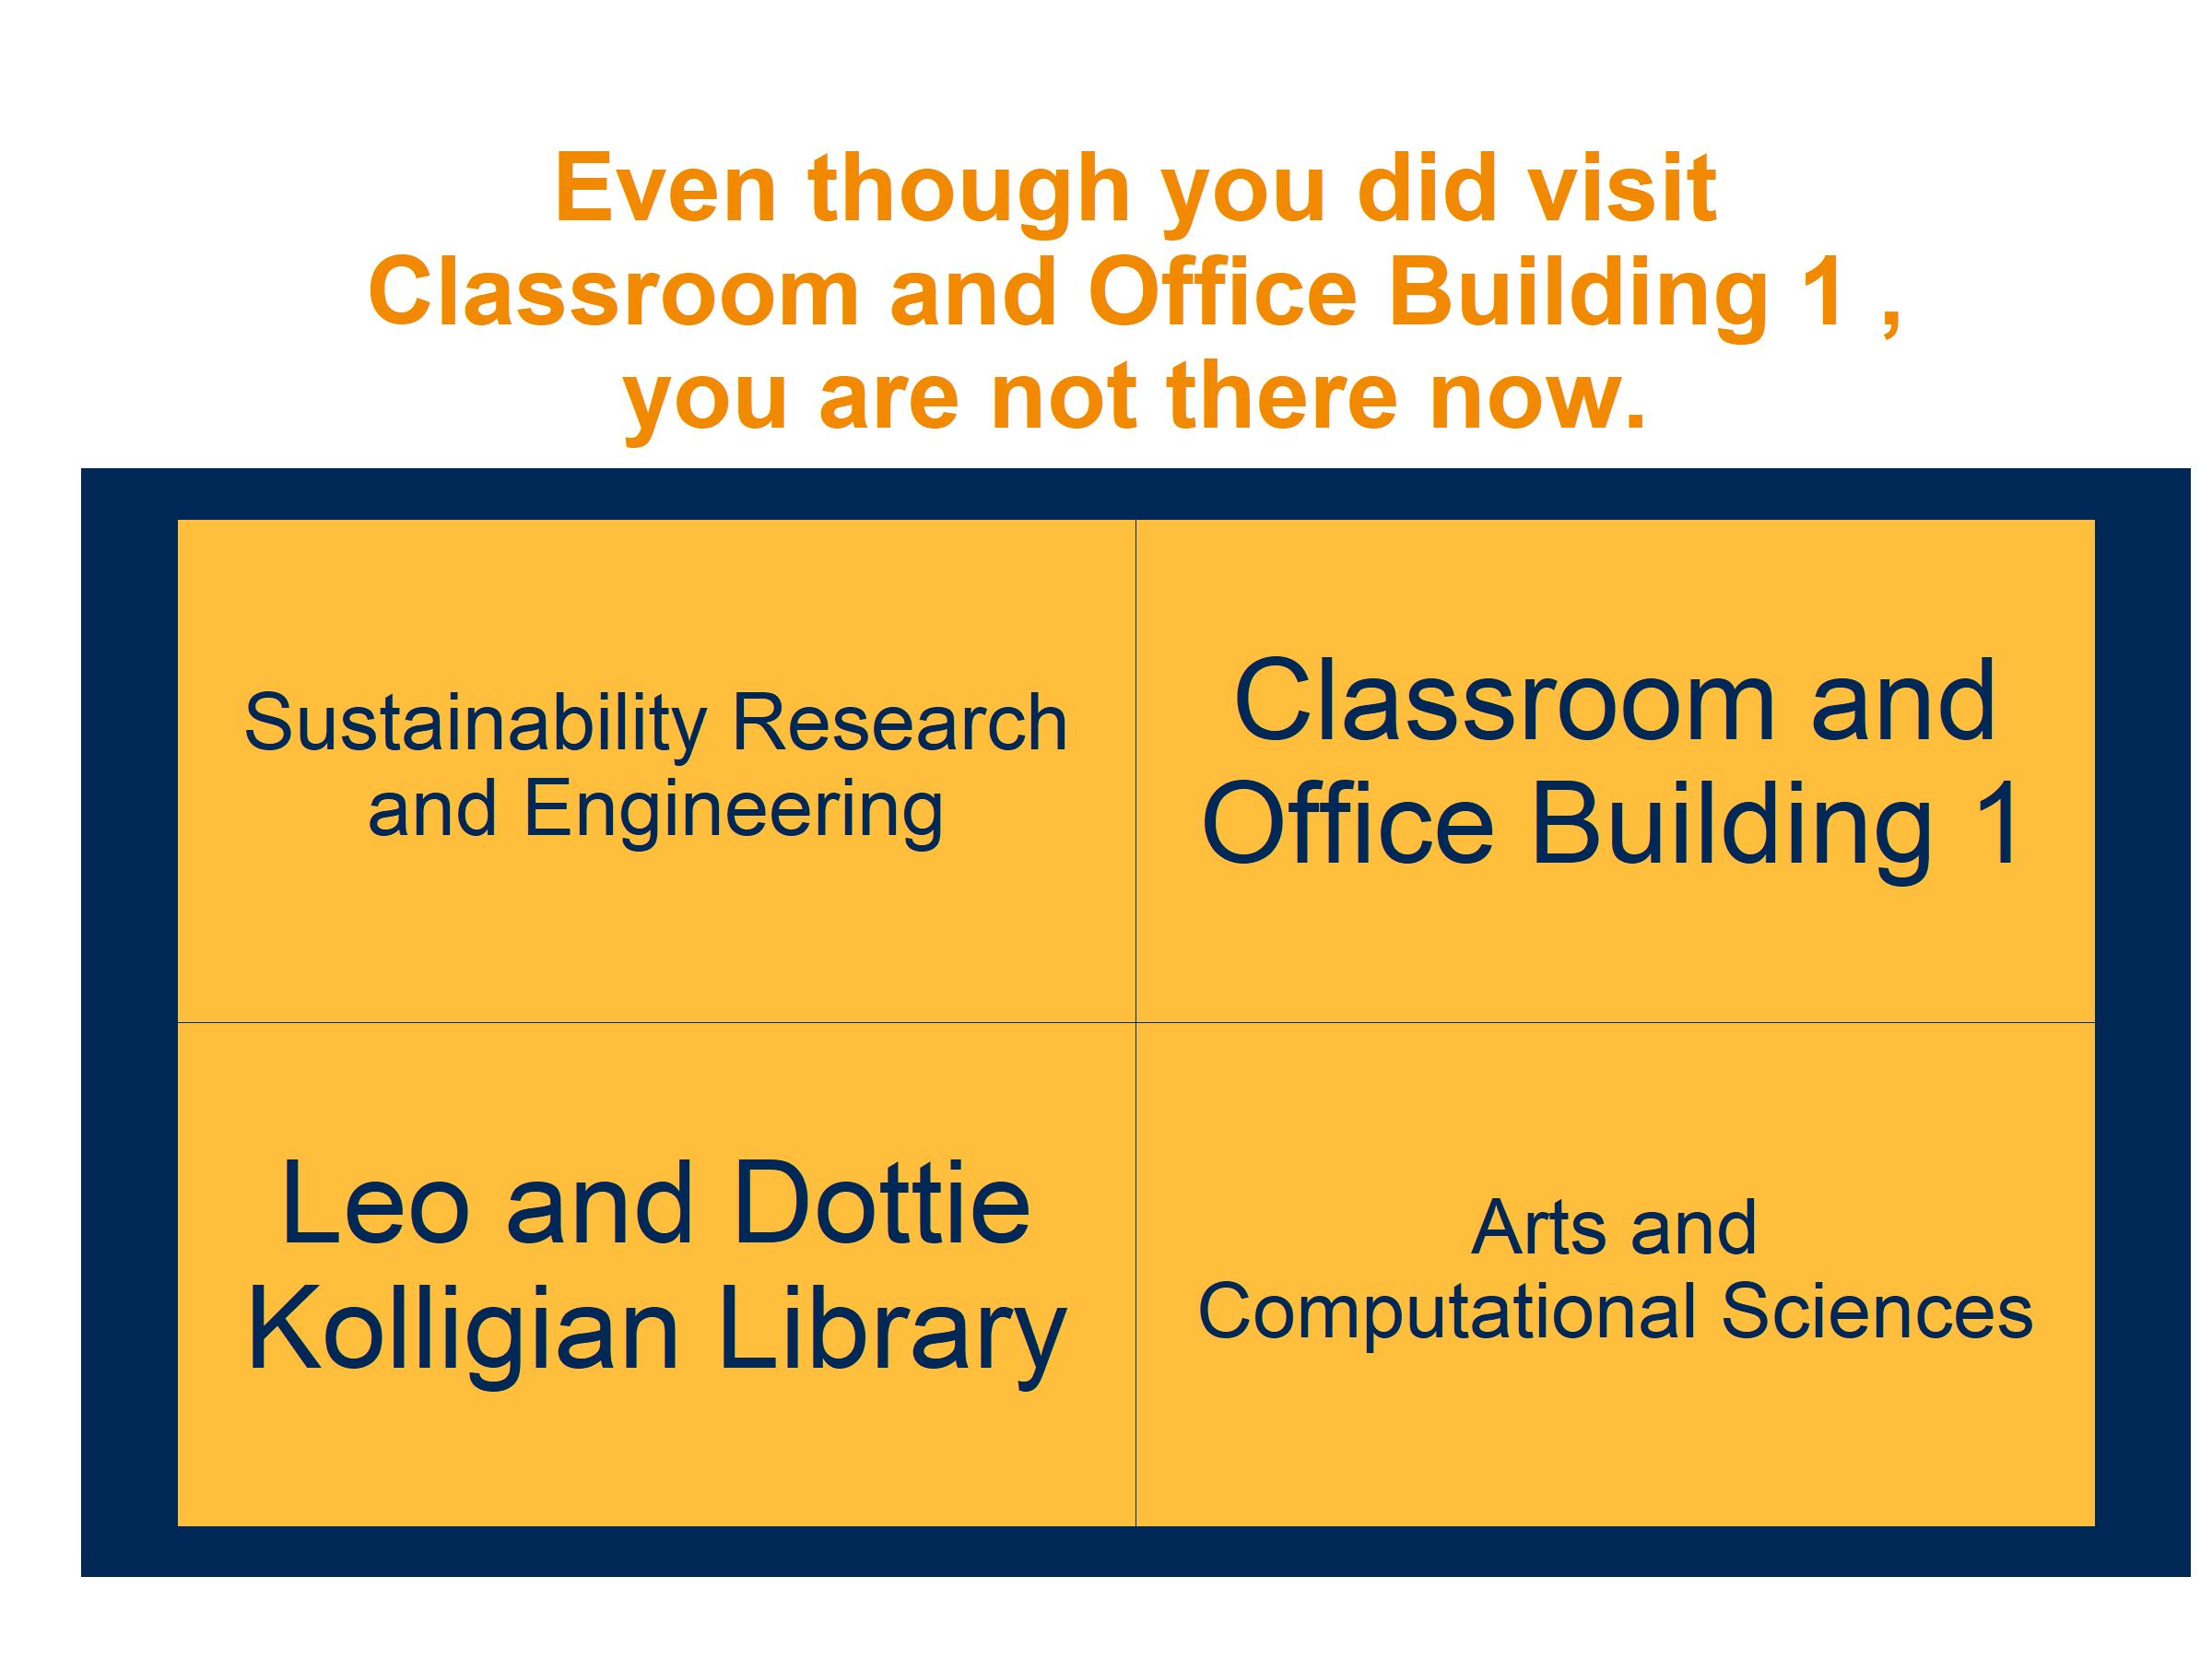 Even though you did visit
Classroom and Office Building 1 ,
you are not there now.
Sustainability Research
and Engineering
Classroom and
Office Building 1
Leo and Dottie
Kolligian Library
Arts and
Computational Sciences